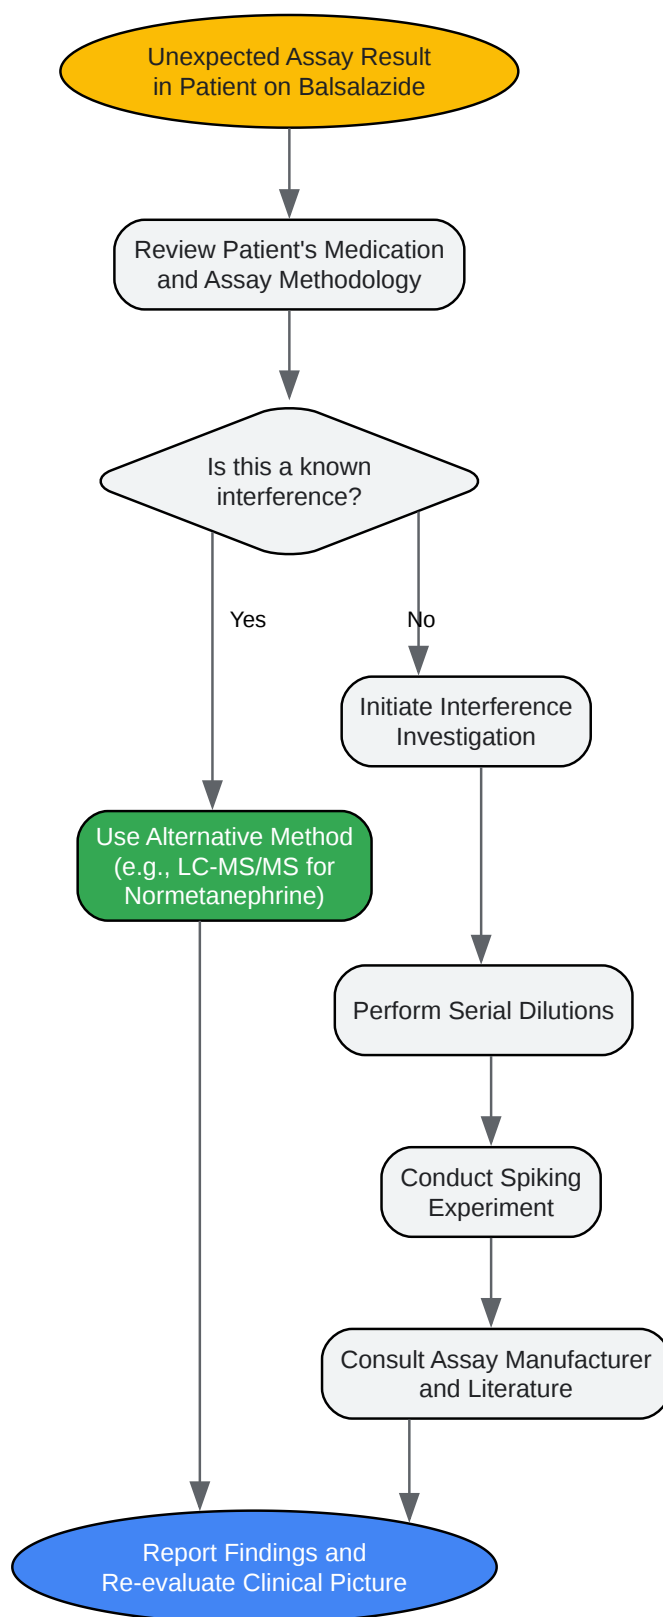 Unexpected Assay Result
in Patient on Balsalazide
Review Patient's Medication
and Assay Methodology
Is this a known
interference?
Yes
No
Initiate Interference
Investigation
Use Alternative Method
(e.g., LC-MS/MS for
Normetanephrine)
Perform Serial Dilutions
Conduct Spiking
Experiment
Consult Assay Manufacturer
and Literature
Report Findings and
Re-evaluate Clinical Picture